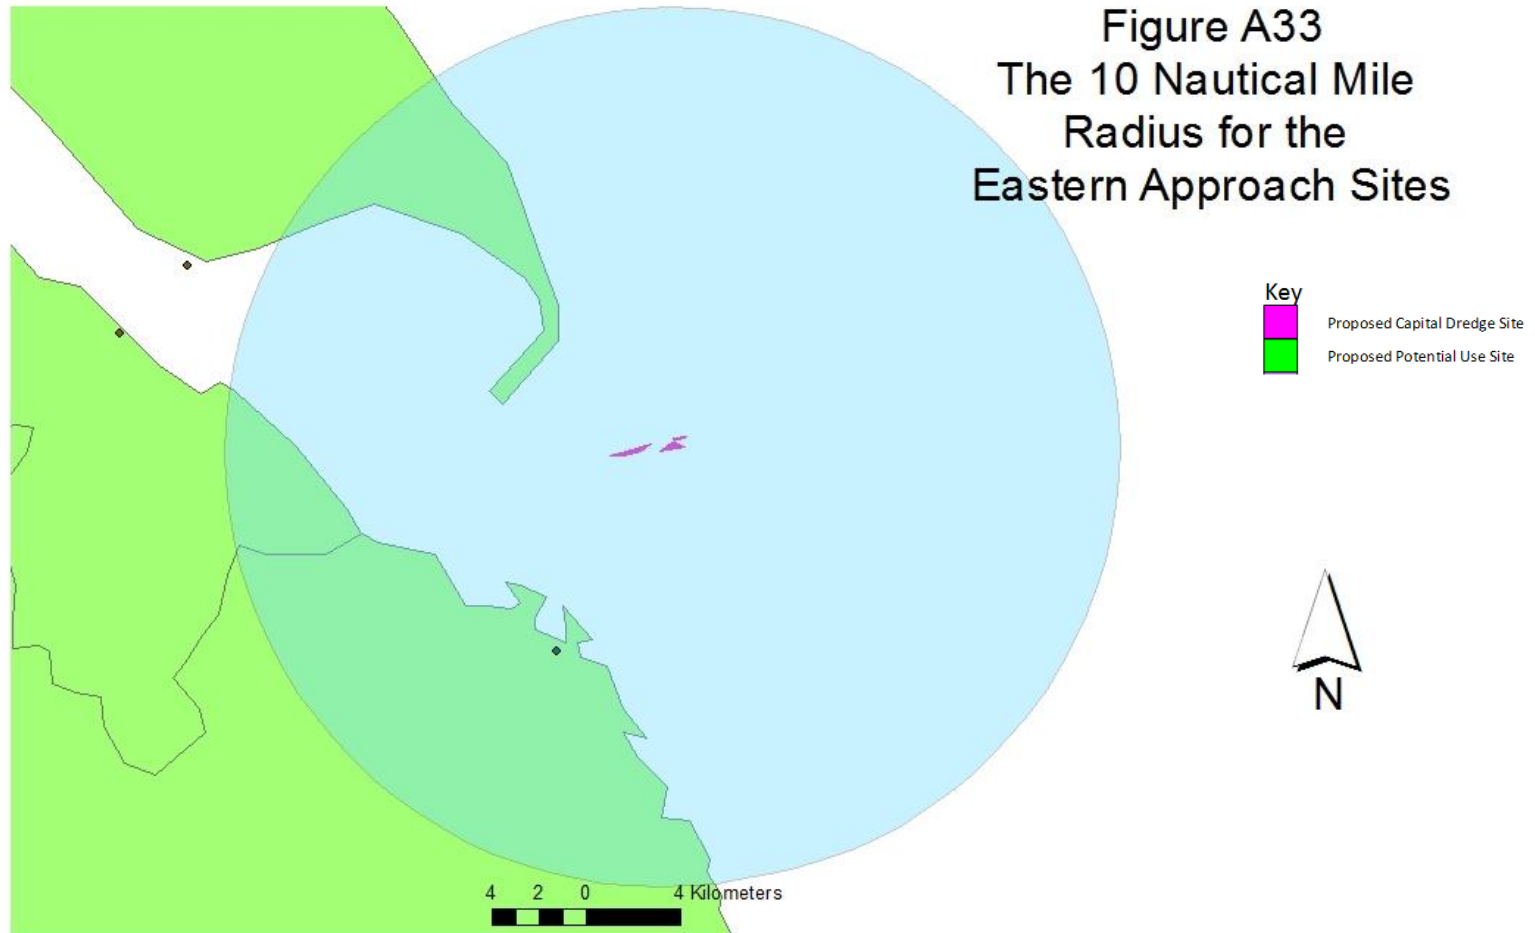 Figure A33
The 10 Nautical Mile
Radius for the
Eastern Approach Sites
Key
Proposed Capital Dredge Site
Proposed Potential Use Site
N
4 2 0 4 Kilometers